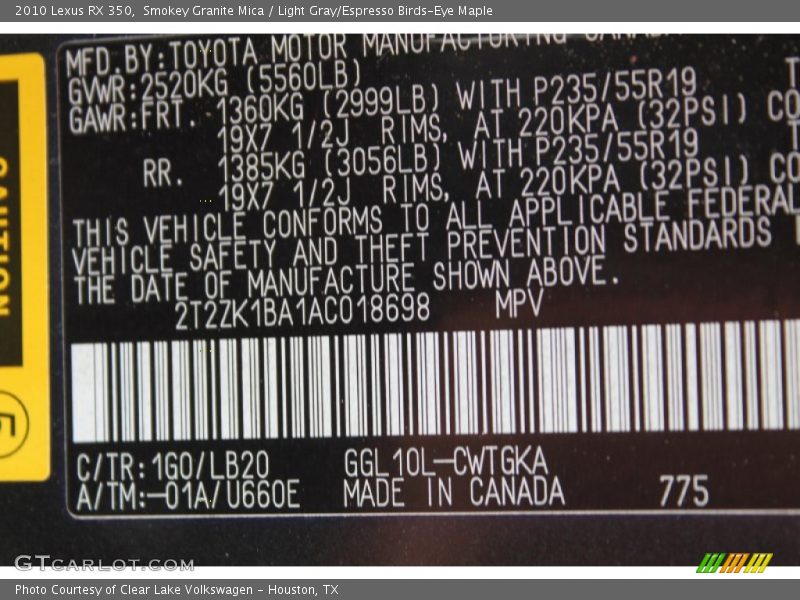 2010 Lexus RX 350, Smokey Granite Mica / Light Gray/Espresso Birds-Eye Maple
MFD.BY:TOYOTA MOTOR MANUFACTURING CANADA
GVWR:2520KG (5560LB)
GAWR:FRT. 1360KG (2999LB) WITH P235/55R19
19X7 1/2J RIMS, AT 220KPA (32PSI) CO
RR. 1385KG (3056LB) WITH P235/55R19
19X7 1/2J RIMS, AT 220KPA (32PSI) CO
THIS VEHICLE CONFORMS TO ALL APPLICABLE FEDERAL
VEHICLE SAFETY AND THEFT PREVENTION STANDARDS
THE DATE OF MANUFACTURE SHOWN ABOVE.
2T2ZK1BA1AC018698 MPV
C/TR:1G0/LB20 GGL10L-CWTGKA
A/TM:-01A/U660E MADE IN CANADA 775
CAUTION
GTCARLOT.COM
Photo Courtesy of Clear Lake Volkswagen - Houston, TX